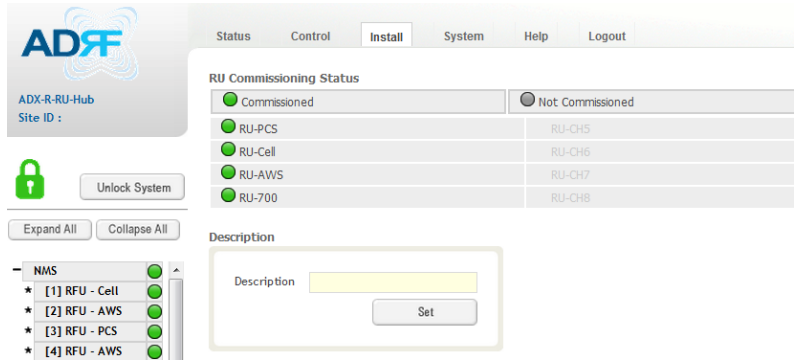 ADRF
Status Control Install System Help Logout
RU Commissioning Status
ADX-R-RU-Hub
Site ID :
Commissioned Not Commissioned
RU-PCS RU-CH5
RU-Cell RU-CH6
RU-AWS RU-CH7
RU-700 RU-CH8
Unlock System
Expand All Collapse All
Description
Description
Set
NMS
[1] RFU - Cell
[2] RFU - AWS
[3] RFU - PCS
[4] RFU - AWS